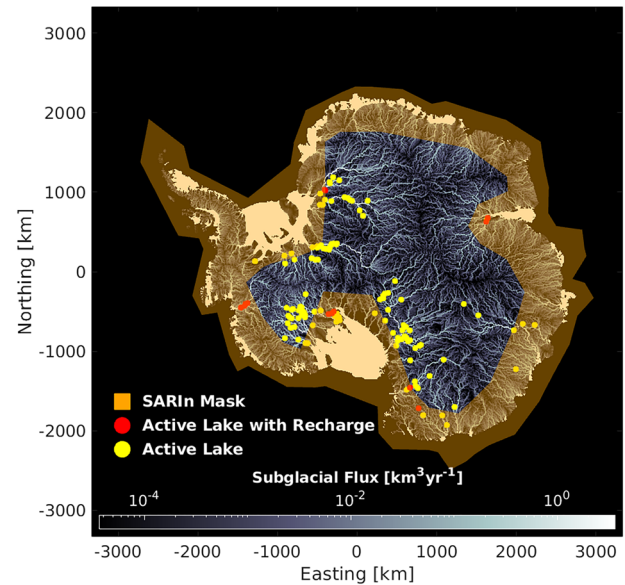 3000
2000
1000
0
-1000
-2000
-3000
Northing [km]
SARIn Mask
Active Lake with Recharge
Active Lake
Subglacial Flux [km³yr⁻¹]
10⁻⁴ 10⁻² 10⁰
-3000 -2000 -1000 0 1000 2000 3000
Easting [km]